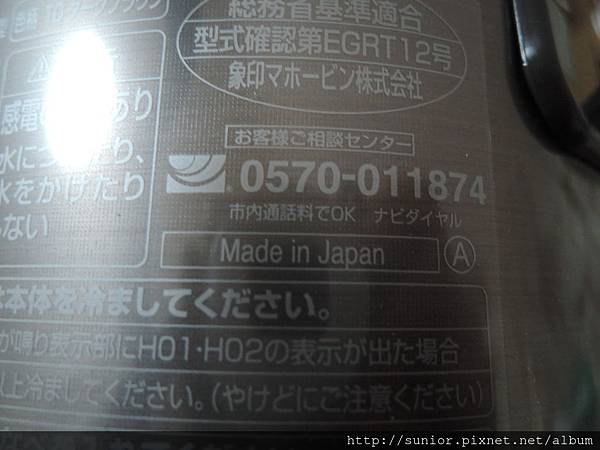 総務省基準適合
型式確認第EGRT12号
象印マホービン株式会社
感電 あり
水に たり、
水をかけたり
ない
お客様ご相談センター
0570-011874
市内通話料でOK ナビダイヤル
Made in Japan A
本体を冷ましてください。
が鳴り表示部にH01・H02の表示が出た場合
以上冷ましてください。(やけどにご注意ください)
http://sunior.pixnet.net/album